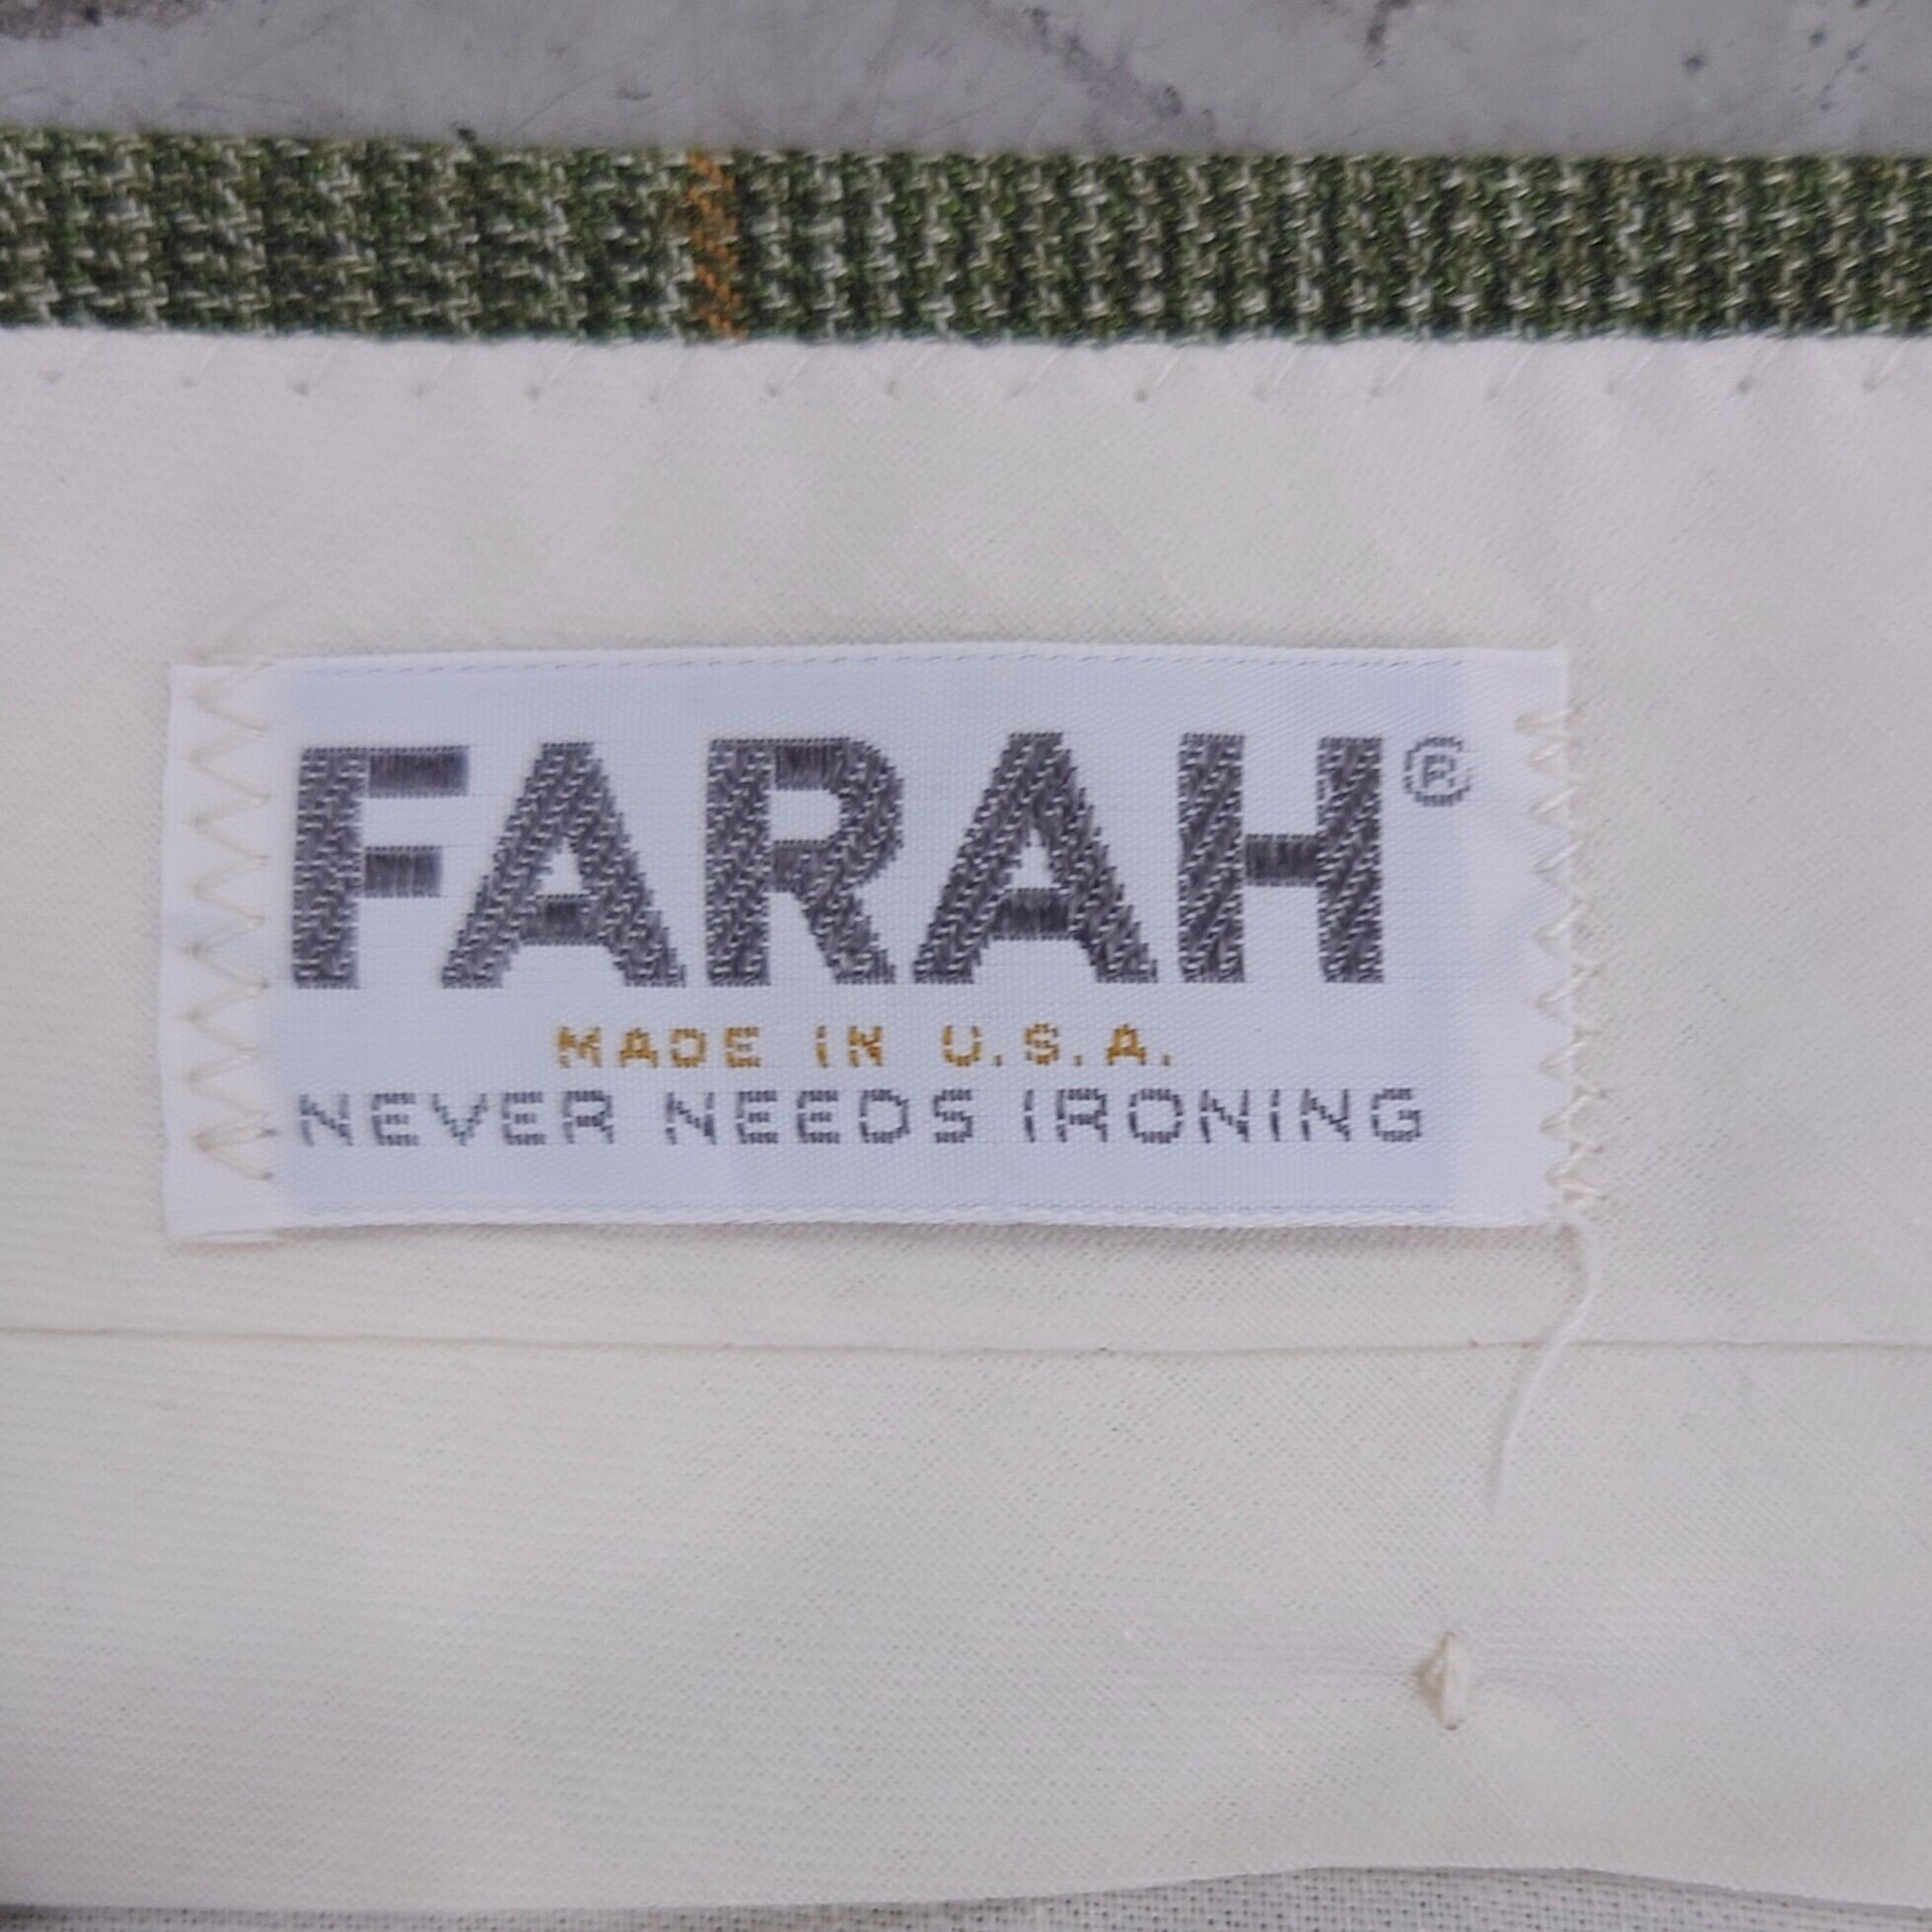 FARAH®
MADE IN U.S.A.
NEVER NEEDS IRONING